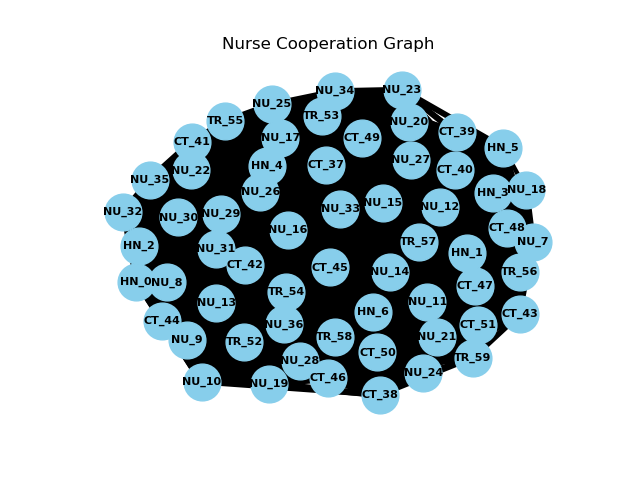 Nurse Cooperation Graph
NU_23
NU_34
NU_25
TR_53
TR_55
NU_20
CT_39
NU_17
CT_49
CT_41
HN_5
NU_27
CT_37
HN_4
CT_40
NU_22
NU_35
NU_18
NU_26
HN_3
NU_15
NU_12
NU_33
NU_32
NU_29
NU_30
CT_48
NU_16
TR_57
NU_7
HN_2
NU_31
HN_1
CT_42
CT_45
NU_14
TR_56
HN_0
NU_8
CT_47
TR_54
NU_11
NU_13
HN_6
CT_43
CT_44
NU_36
CT_51
TR_58
NU_21
NU_9
TR_52
CT_50
TR_59
NU_28
NU_24
CT_46
NU_10
NU_19
CT_38